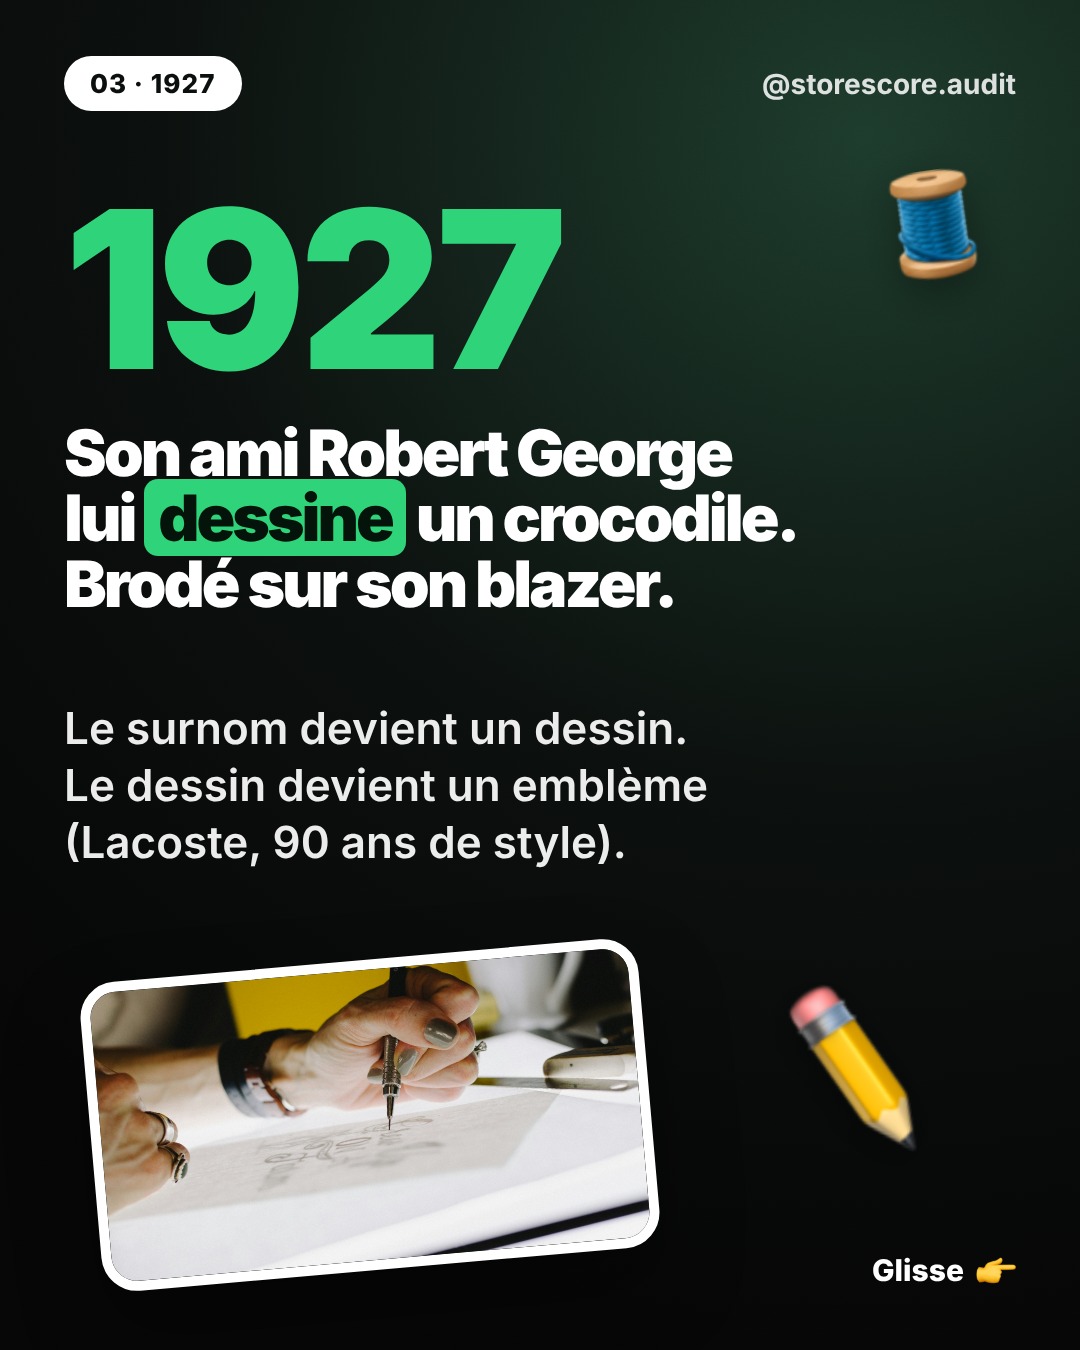 03 · 1927
@storescore.audit
1927
Son ami Robert George
lui dessine un crocodile.
Brodé sur son blazer.
Le surnom devient un dessin.
Le dessin devient un emblème
(Lacoste, 90 ans de style).
Glisse 👉